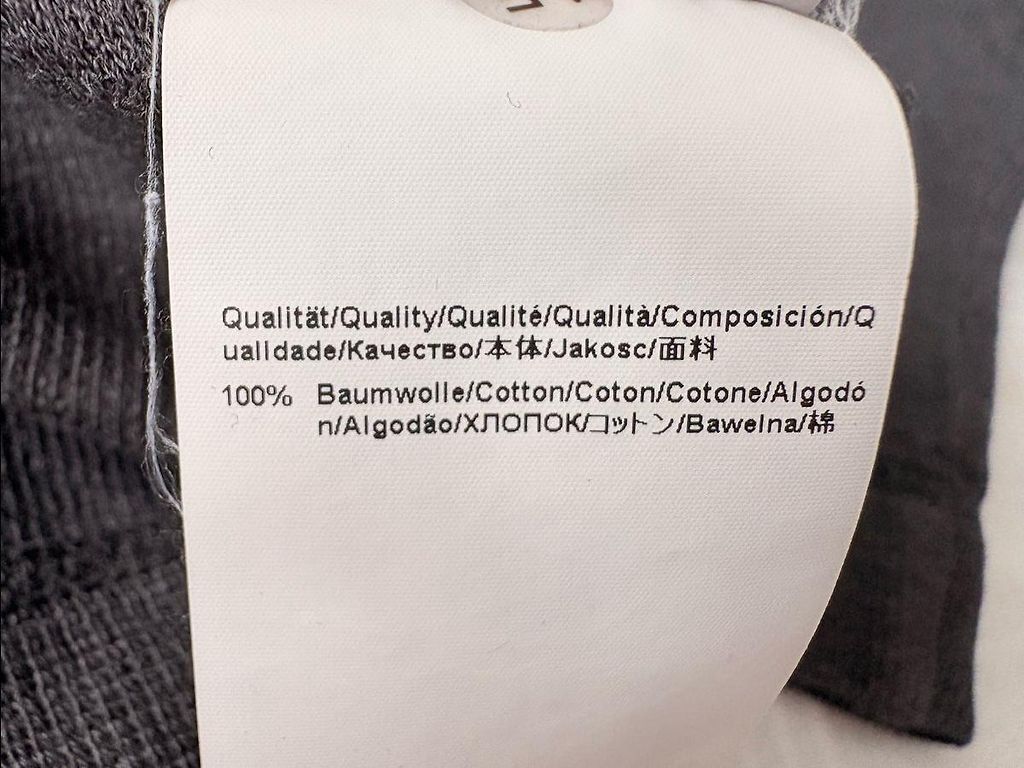 Qualität/Quality/Qualité/Qualità/Composición/Q
ualidade/Качество/本体/Jakosc/面料
100% Baumwolle/Cotton/Coton/Cotone/Algodó
n/Algodão/ХЛОПОК/コットン/Bawelna/棉